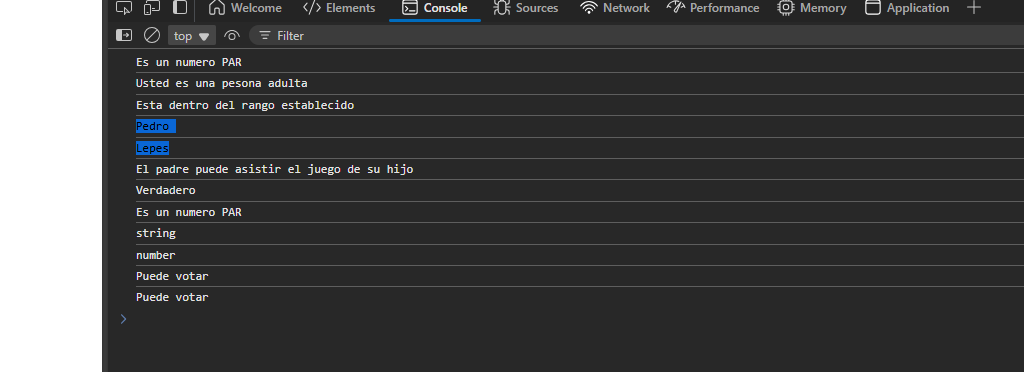 Welcome Elements Console Sources Network Performance Memory Application
top Filter
Es un numero PAR
Usted es una pesona adulta
Esta dentro del rango establecido
Pedro
Lepes
El padre puede asistir el juego de su hijo
Verdadero
Es un numero PAR
string
number
Puede votar
Puede votar